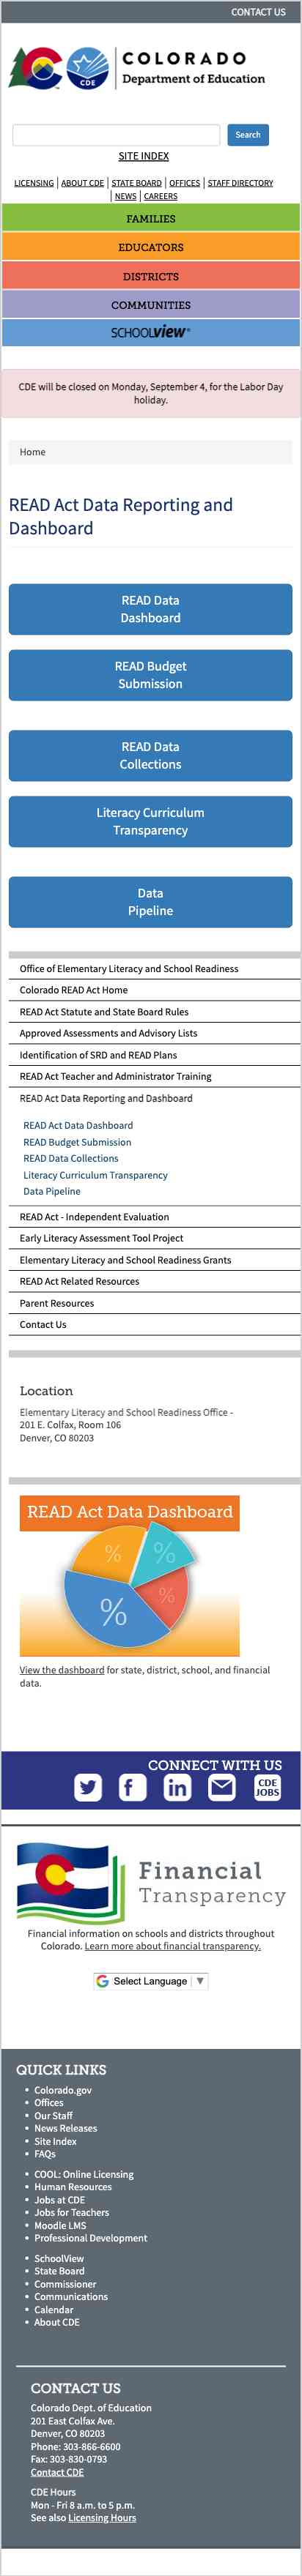 CONTACT US
COLORADO
Department of Education
CDE
Search
SITE INDEX
LICENSING | ABOUT CDE | STATE BOARD | OFFICES | STAFF DIRECTORY
| NEWS | CAREERS
FAMILIES
EDUCATORS
DISTRICTS
COMMUNITIES
SCHOOLVIEW®
CDE will be closed on Monday, September 4, for the Labor Day
holiday.
Home
READ Act Data Reporting and
Dashboard
READ Data
Dashboard
READ Budget
Submission
READ Data
Collections
Literacy Curriculum
Transparency
Data
Pipeline
Office of Elementary Literacy and School Readiness
Colorado READ Act Home
READ Act Statute and State Board Rules
Approved Assessments and Advisory Lists
Identification of SRD and READ Plans
READ Act Teacher and Administrator Training
READ Act Data Reporting and Dashboard
READ Act Data Dashboard
READ Budget Submission
READ Data Collections
Literacy Curriculum Transparency
Data Pipeline
READ Act - Independent Evaluation
Early Literacy Assessment Tool Project
Elementary Literacy and School Readiness Grants
READ Act Related Resources
Parent Resources
Contact Us
Location
Elementary Literacy and School Readiness Office -
201 E. Colfax, Room 106
Denver, CO 80203
READ Act Data Dashboard
% %
%
%
View the dashboard for state, district, school, and financial
data.
CONNECT WITH US
CDE
JOBS
Financial
Transparency
Financial information on schools and districts throughout
Colorado. Learn more about financial transparency.
Select Language ▼
QUICK LINKS
• Colorado.gov
• Offices
• Our Staff
• News Releases
• Site Index
• FAQs
• COOL: Online Licensing
• Human Resources
• Jobs at CDE
• Jobs for Teachers
• Moodle LMS
• Professional Development
• SchoolView
• State Board
• Commissioner
• Communications
• Calendar
• About CDE
CONTACT US
Colorado Dept. of Education
201 East Colfax Ave.
Denver, CO 80203
Phone: 303-866-6600
Fax: 303-830-0793
Contact CDE
CDE Hours
Mon - Fri 8 a.m. to 5 p.m.
See also Licensing Hours